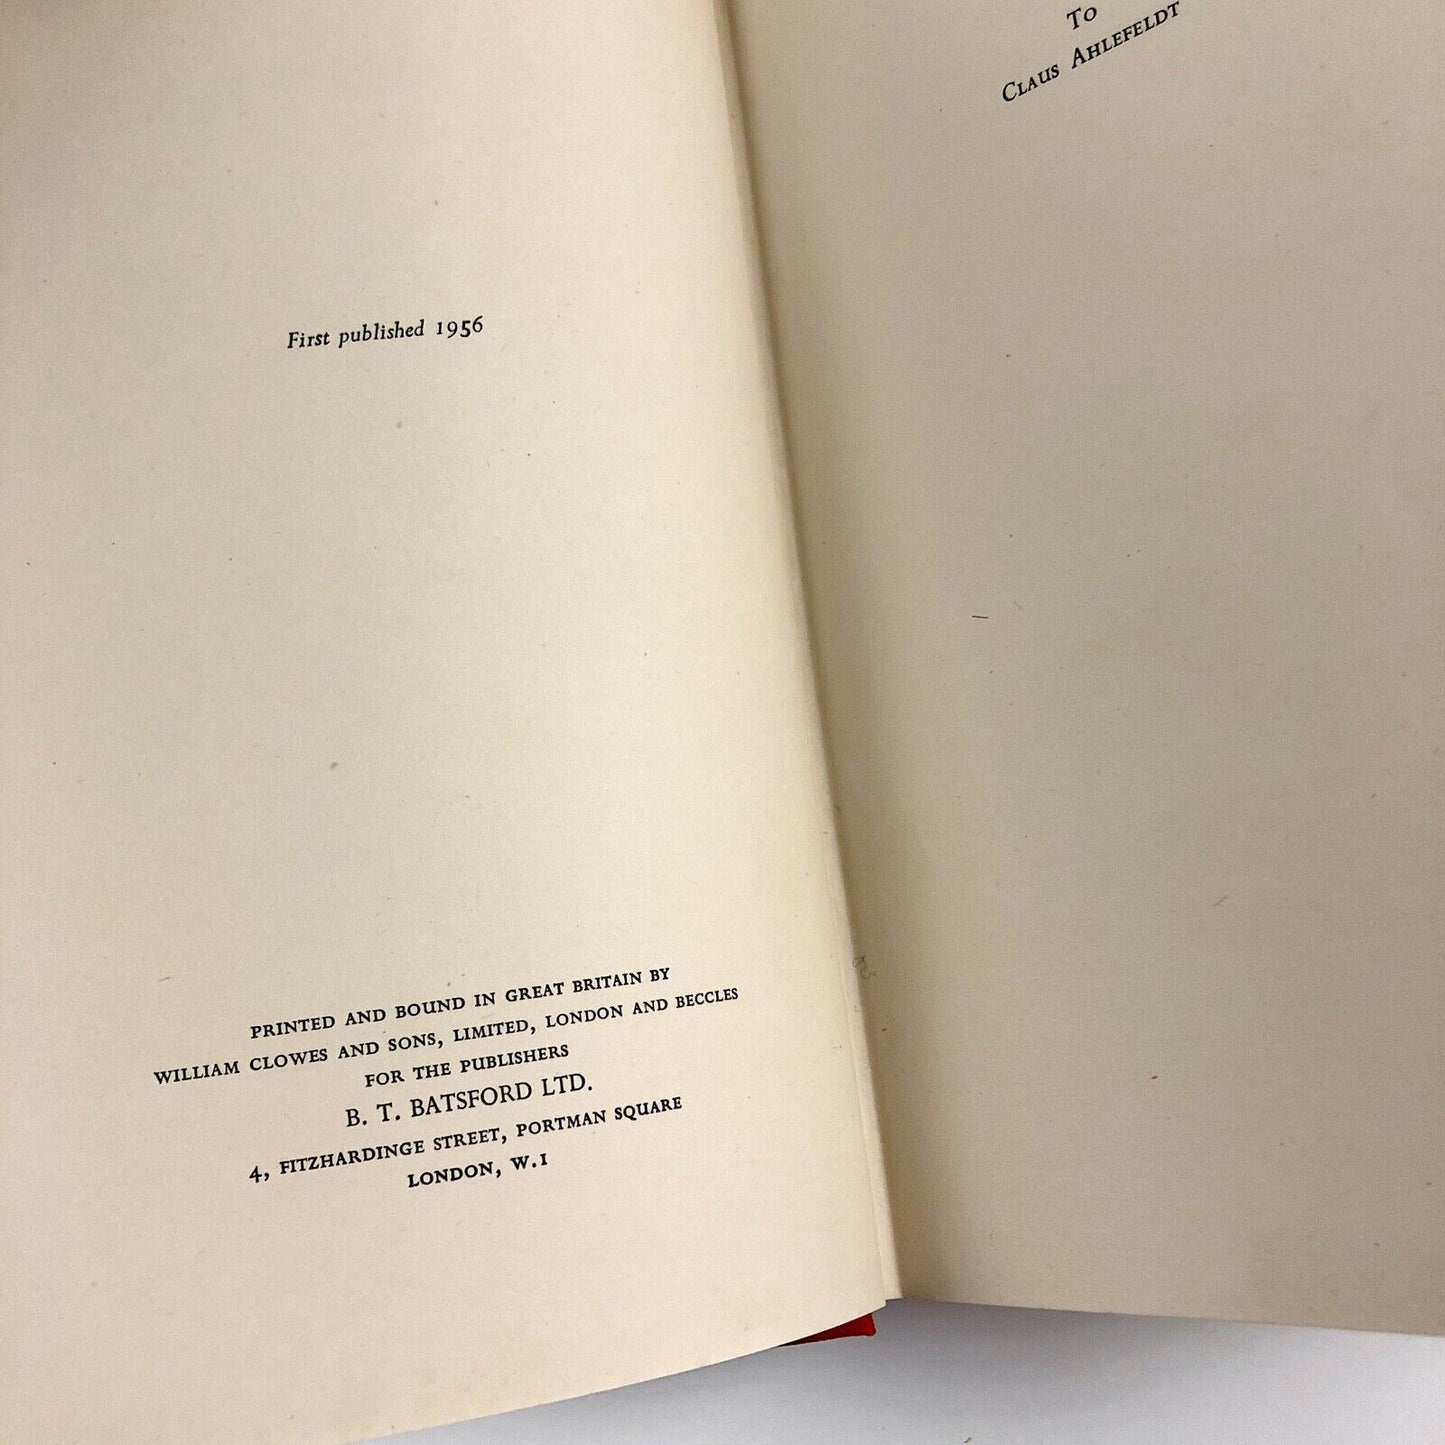 First published 1956
PRINTED AND BOUND IN GREAT BRITAIN BY
WILLIAM CLOWES AND SONS, LIMITED, LONDON AND BECCLES
FOR THE PUBLISHERS
B. T. BATSFORD LTD.
4, FITZHARDINGE STREET, PORTMAN SQUARE
LONDON, W.1
To
CLAUS AHLEFELDT